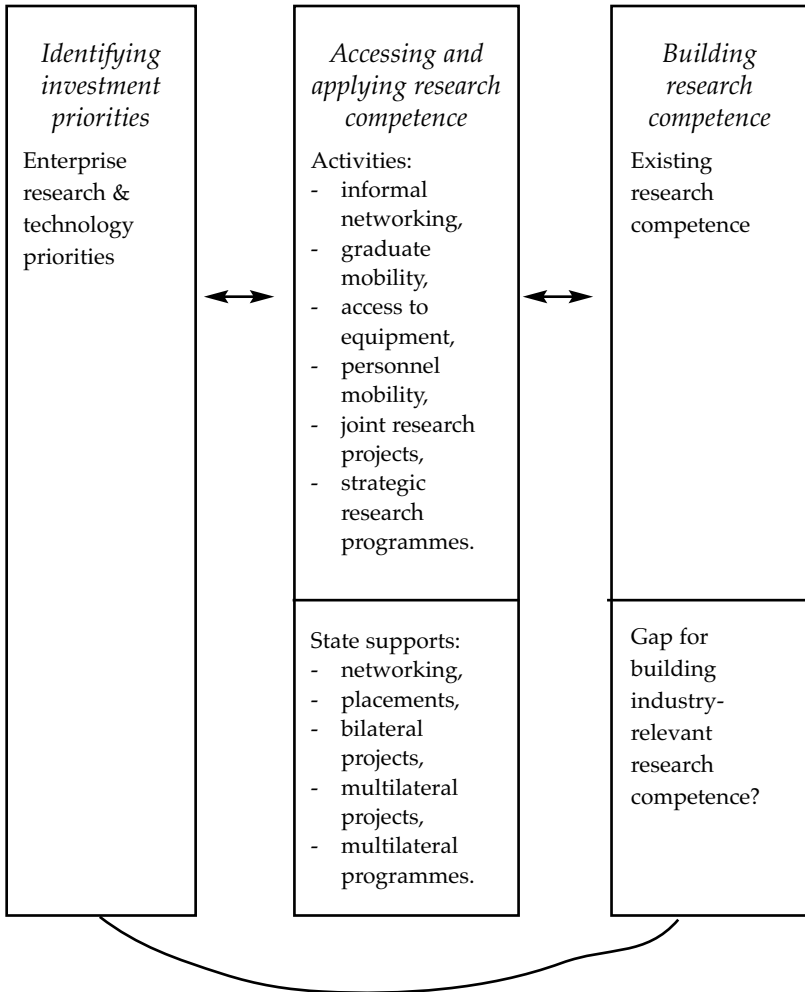 Identifying
investment
priorities
Enterprise
research &
technology
priorities
Accessing and
applying research
competence
Activities:
- informal
networking,
- graduate
mobility,
- access to
equipment,
- personnel
mobility,
- joint research
projects,
- strategic
research
programmes.
State supports:
- networking,
- placements,
- bilateral
projects,
- multilateral
projects,
- multilateral
programmes.
Building
research
competence
Existing
research
competence
Gap for
building
industry-
relevant
research
competence?